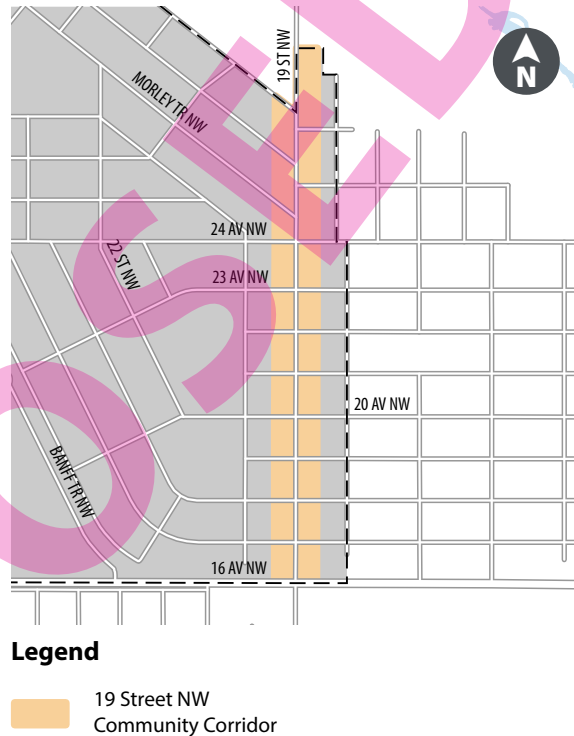 19 ST NW
N
MORLEY TR NW
24 AV NW
22 ST NW
23 AV NW
20 AV NW
BANFF TR NW
16 AV NW
OSED
Legend
19 Street NW
Community Corridor